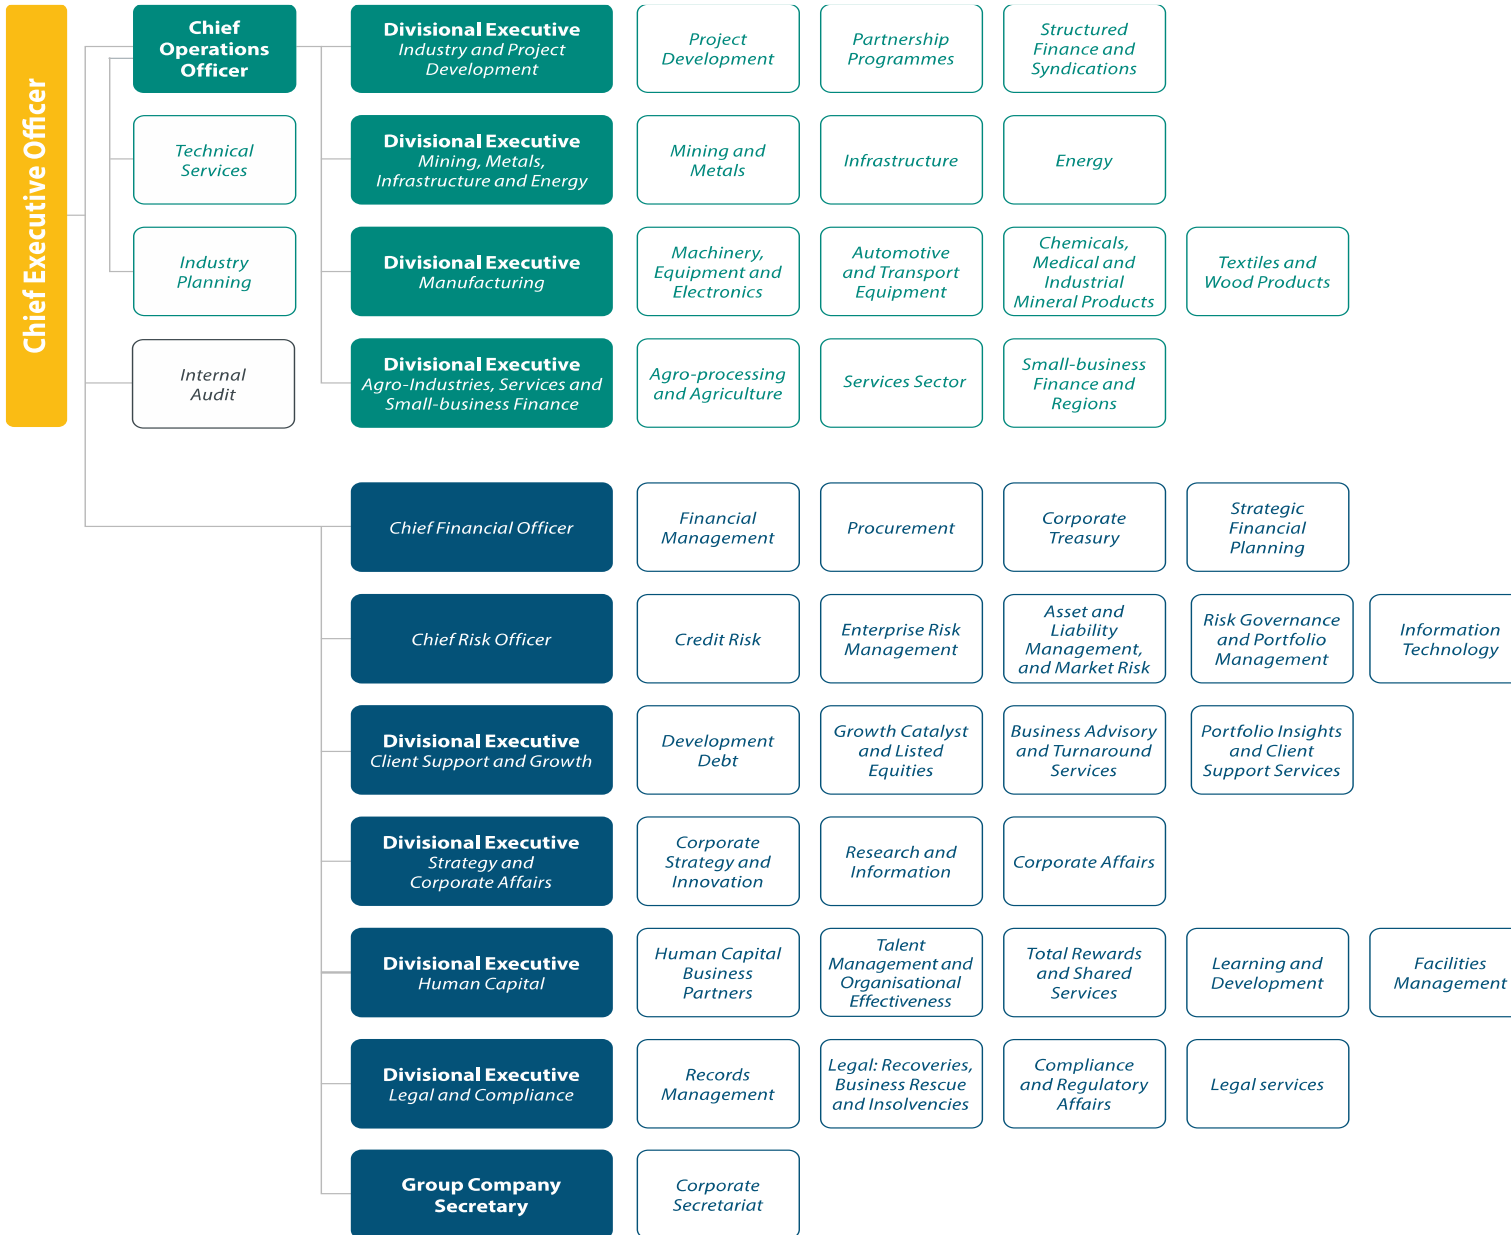 Chief Executive Officer
Chief
Operations
Officer
Technical
Services
Industry
Planning
Internal
Audit
Divisional Executive
Industry and Project
Development
Project
Development
Partnership
Programmes
Structured
Finance and
Syndications
Divisional Executive
Mining, Metals,
Infrastructure and Energy
Mining and
Metals
Infrastructure
Energy
Divisional Executive
Manufacturing
Machinery,
Equipment and
Electronics
Automotive
and Transport
Equipment
Chemicals,
Medical and
Industrial
Mineral Products
Textiles and
Wood Products
Divisional Executive
Agro-Industries, Services and
Small-business Finance
Agro-processing
and Agriculture
Services Sector
Small-business
Finance and
Regions
Chief Financial Officer
Financial
Management
Procurement
Corporate
Treasury
Strategic
Financial
Planning
Chief Risk Officer
Credit Risk
Enterprise Risk
Management
Asset and
Liability
Management,
and Market Risk
Risk Governance
and Portfolio
Management
Information
Technology
Divisional Executive
Client Support and Growth
Development
Debt
Growth Catalyst
and Listed
Equities
Business Advisory
and Turnaround
Services
Portfolio Insights
and Client
Support Services
Divisional Executive
Strategy and
Corporate Affairs
Corporate
Strategy and
Innovation
Research and
Information
Corporate Affairs
Divisional Executive
Human Capital
Human Capital
Business
Partners
Talent
Management and
Organisational
Effectiveness
Total Rewards
and Shared
Services
Learning and
Development
Facilities
Management
Divisional Executive
Legal and Compliance
Records
Management
Legal: Recoveries,
Business Rescue
and Insolvencies
Compliance
and Regulatory
Affairs
Legal services
Group Company
Secretary
Corporate
Secretariat